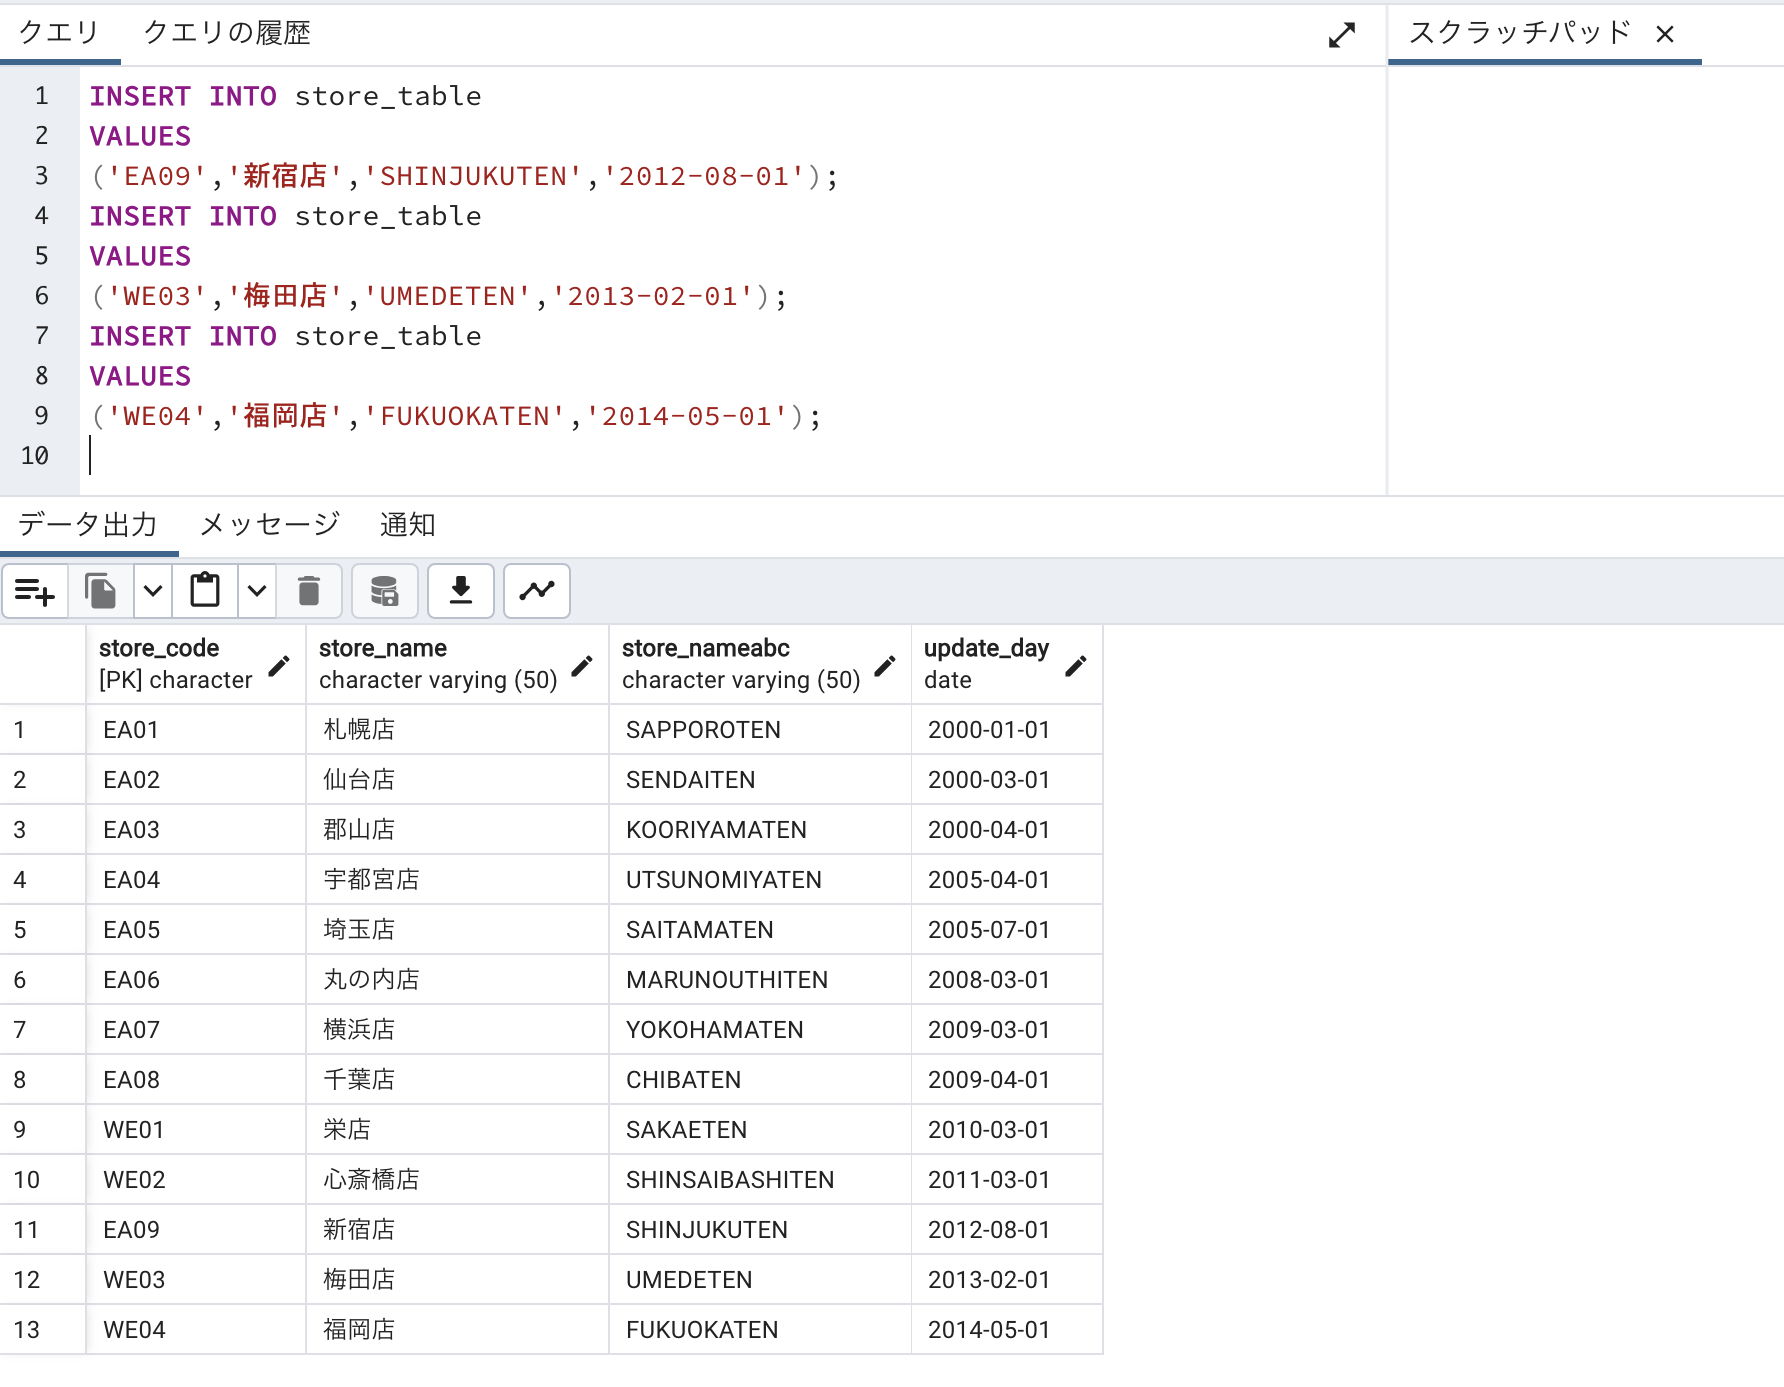 クエリ クエリの履歴 スクラッチパッド ×
1 INSERT INTO store_table
2 VALUES
3 ('EA09','新宿店','SHINJUKUTEN','2012-08-01');
4 INSERT INTO store_table
5 VALUES
6 ('WE03','梅田店','UMEDETEN','2013-02-01');
7 INSERT INTO store_table
8 VALUES
9 ('WE04','福岡店','FUKUOKATEN','2014-05-01');
10
データ出力 メッセージ 通知
store_code store_name store_nameabc update_day
[PK] character character varying (50) character varying (50) date
1 EA01 札幌店 SAPPOROTEN 2000-01-01
2 EA02 仙台店 SENDAITEN 2000-03-01
3 EA03 郡山店 KOORIYAMATEN 2000-04-01
4 EA04 宇都宮店 UTSUNOMIYATEN 2005-04-01
5 EA05 埼玉店 SAITAMATEN 2005-07-01
6 EA06 丸の内店 MARUNOUTHITEN 2008-03-01
7 EA07 横浜店 YOKOHAMATEN 2009-03-01
8 EA08 千葉店 CHIBATEN 2009-04-01
9 WE01 栄店 SAKAETEN 2010-03-01
10 WE02 心斎橋店 SHINSAIBASHITEN 2011-03-01
11 EA09 新宿店 SHINJUKUTEN 2012-08-01
12 WE03 梅田店 UMEDETEN 2013-02-01
13 WE04 福岡店 FUKUOKATEN 2014-05-01